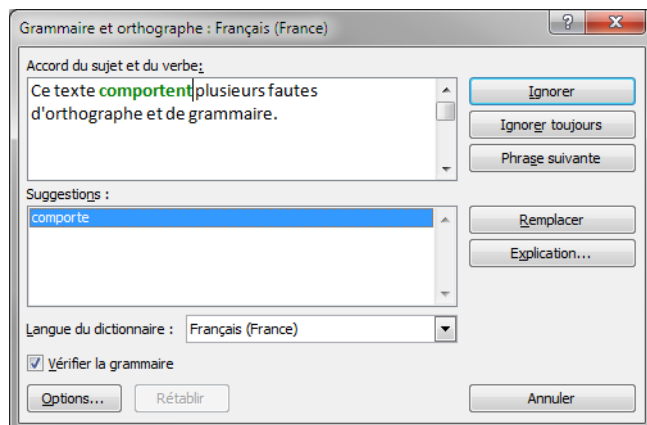 Grammaire et orthographe : Français (France)
Accord du sujet et du verbe:
Ce texte comportent plusieurs fautes
d'orthographe et de grammaire.
Ignorer
Ignorer toujours
Phrase suivante
Suggestions :
comporte
Remplacer
Explication...
Langue du dictionnaire : Français (France)
Vérifier la grammaire
Options... Rétablir Annuler